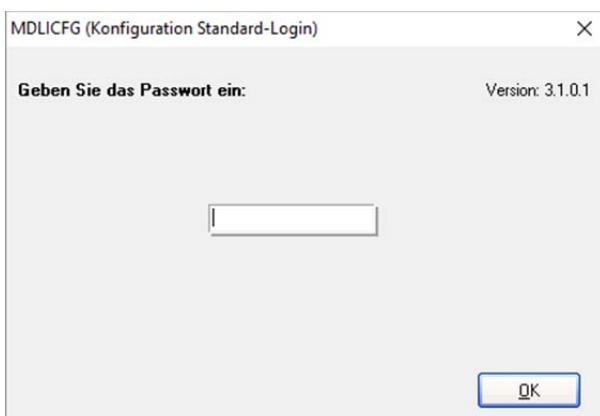 MDLICFG (Konfiguration Standard-Login)
Geben Sie das Passwort ein:
Version: 3.1.0.1
OK